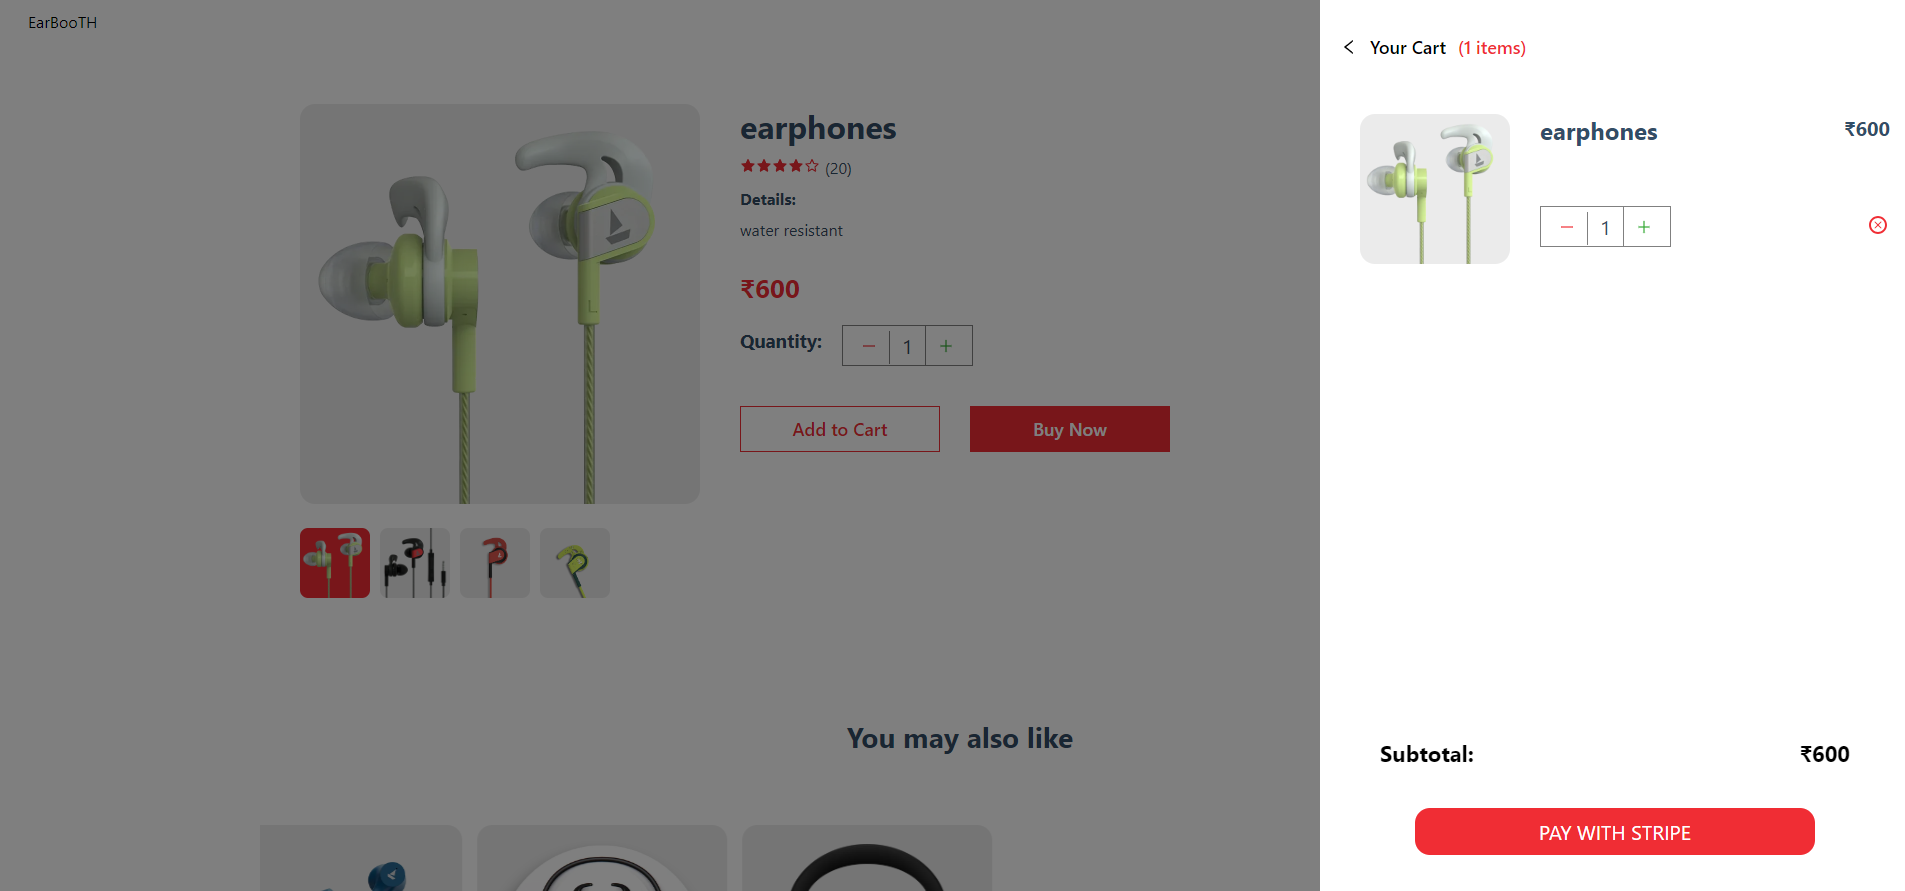 EarBooTH
earphones
(20)
Details:
water resistant
₹600
Quantity:
1
Add to Cart
Buy Now
You may also like
Your Cart (1 items)
earphones
₹600
1
Subtotal:
₹600
PAY WITH STRIPE